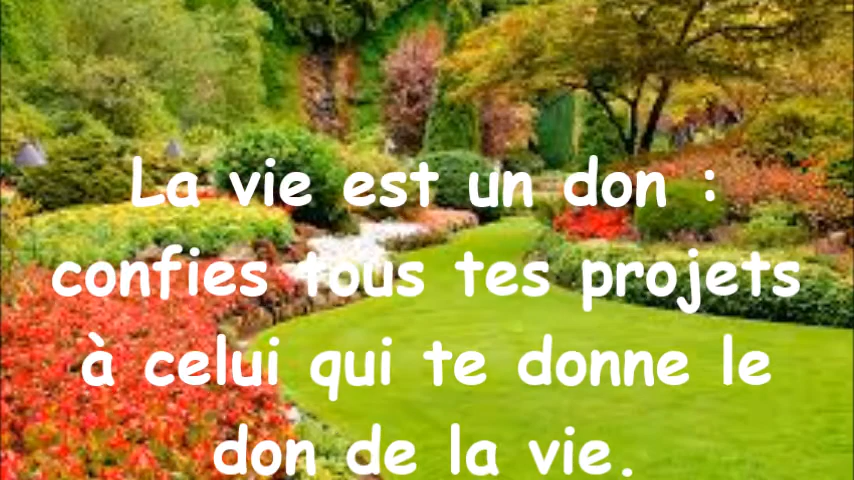 La vie est un don :
confies tous tes projets
à celui qui te donne le
don de la vie.